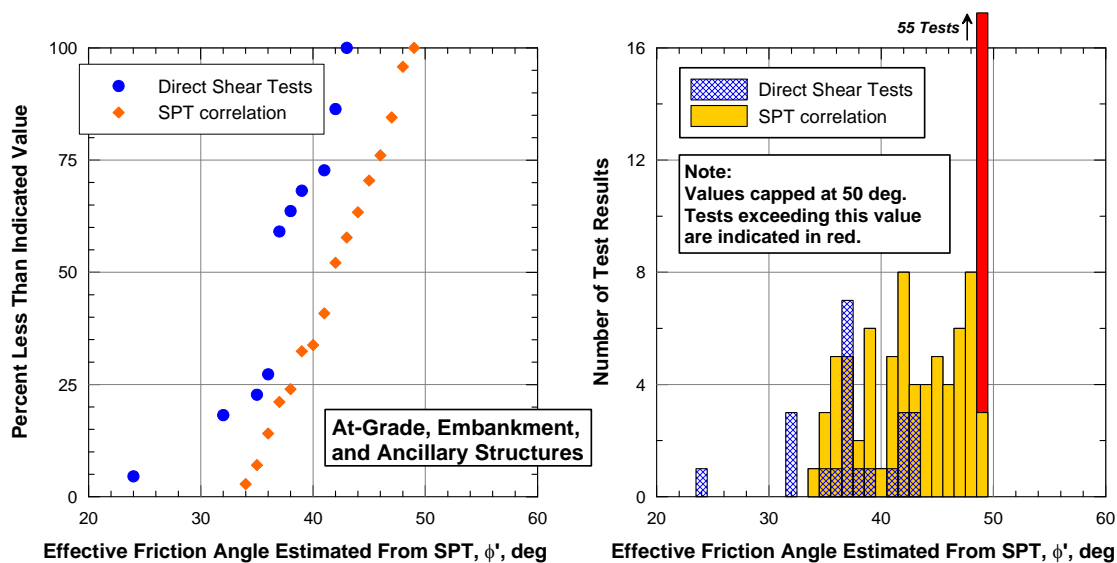 Percent Less Than Indicated Value
100
75
50
25
0
Direct Shear Tests
SPT correlation
At-Grade, Embankment,
and Ancillary Structures
20 30 40 50 60
Effective Friction Angle Estimated From SPT, ϕ', deg
55 Tests
Number of Test Results
16
12
8
4
0
Direct Shear Tests
SPT correlation
Note:
Values capped at 50 deg.
Tests exceeding this value
are indicated in red.
20 30 40 50 60
Effective Friction Angle Estimated From SPT, ϕ', deg